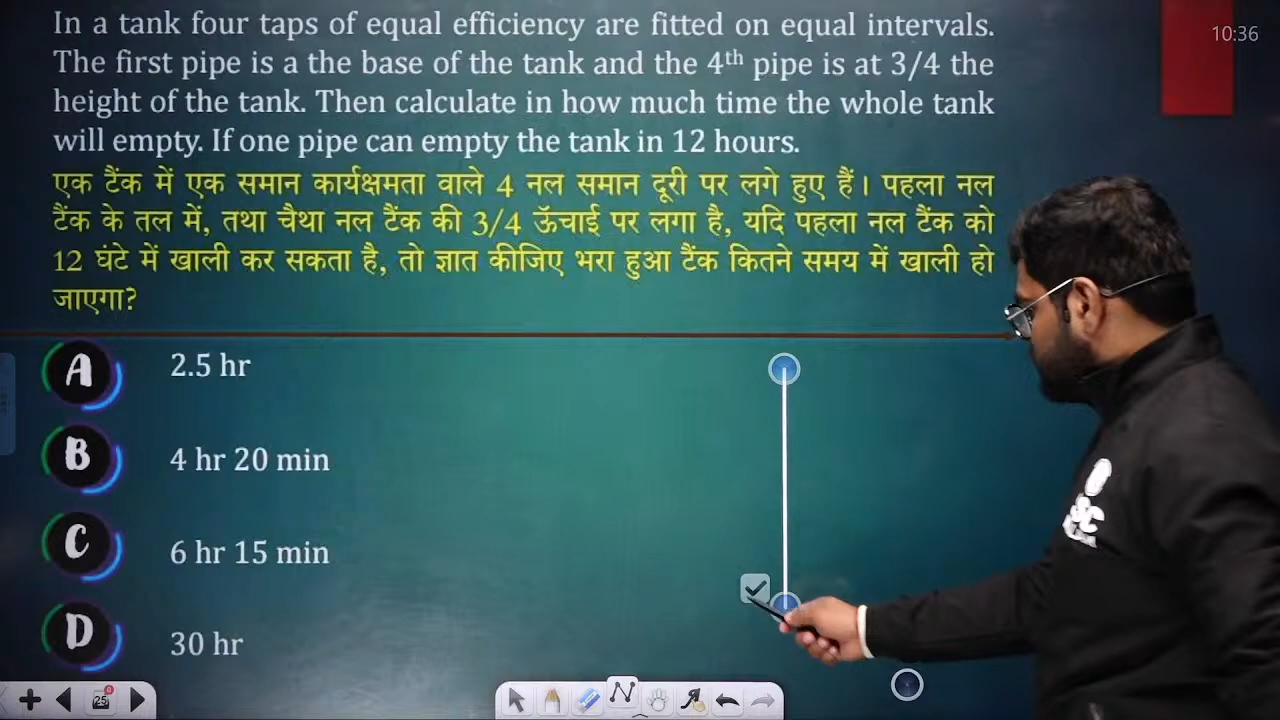 In a tank four taps of equal efficiency are fitted on equal intervals.
The first pipe is a the base of the tank and the 4th pipe is at 3/4 the
height of the tank. Then calculate in how much time the whole tank
will empty. If one pipe can empty the tank in 12 hours.
एक टैंक में एक समान कार्यक्षमता वाले 4 नल समान दूरी पर लगे हुए हैं। पहला नल
टैंक के तल में, तथा चैथा नल टैंक की 3/4 ऊँचाई पर लगा है, यदि पहला नल टैंक को
12 घंटे में खाली कर सकता है, तो ज्ञात कीजिए भरा हुआ टैंक कितने समय में खाली हो
जाएगा?
A 2.5 hr
B 4 hr 20 min
C 6 hr 15 min
D 30 hr
10:36
25